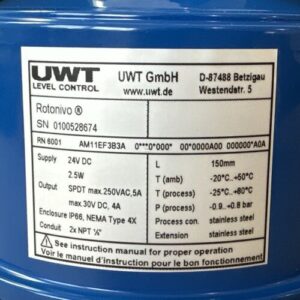 UWT
LEVEL CONTROL
UWT GmbH
www.uwt.de
D-87488 Betzigau
Westendstr. 5
Rotonivo ®
SN 0100528674
RN 6001 AM11EF3B3A 0***0*000* 00*0000A00 000000*A0A
Supply 24V DC
2.5W
Output SPDT max.250VAC,5A
max.30V DC, 4A
Enclosure IP66, NEMA Type 4X
Conduit 2x NPT ½"
L 150mm
T (amb) -20°C...+50°C
T (process) -25°C...+80°C
P (process) -0.9...+0.8 bar
Process conn. stainless steel
Extension stainless steel
See instruction manual for proper operation
Voir le manual d'instruction pour le bon fonctionnement